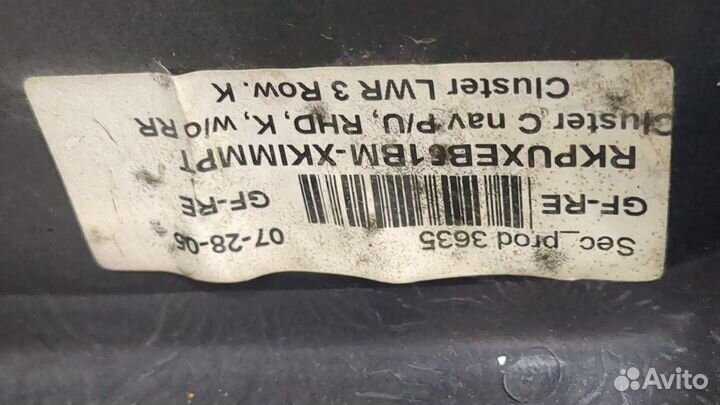 Sec_prod 3635 07-28-05
GF-RE GF-RE
RKPUXEB61BM-XKIMMPT
Cluster C nav P/U, RHD, K, w/o RR
Cluster LWR 3 Row. K
Avito